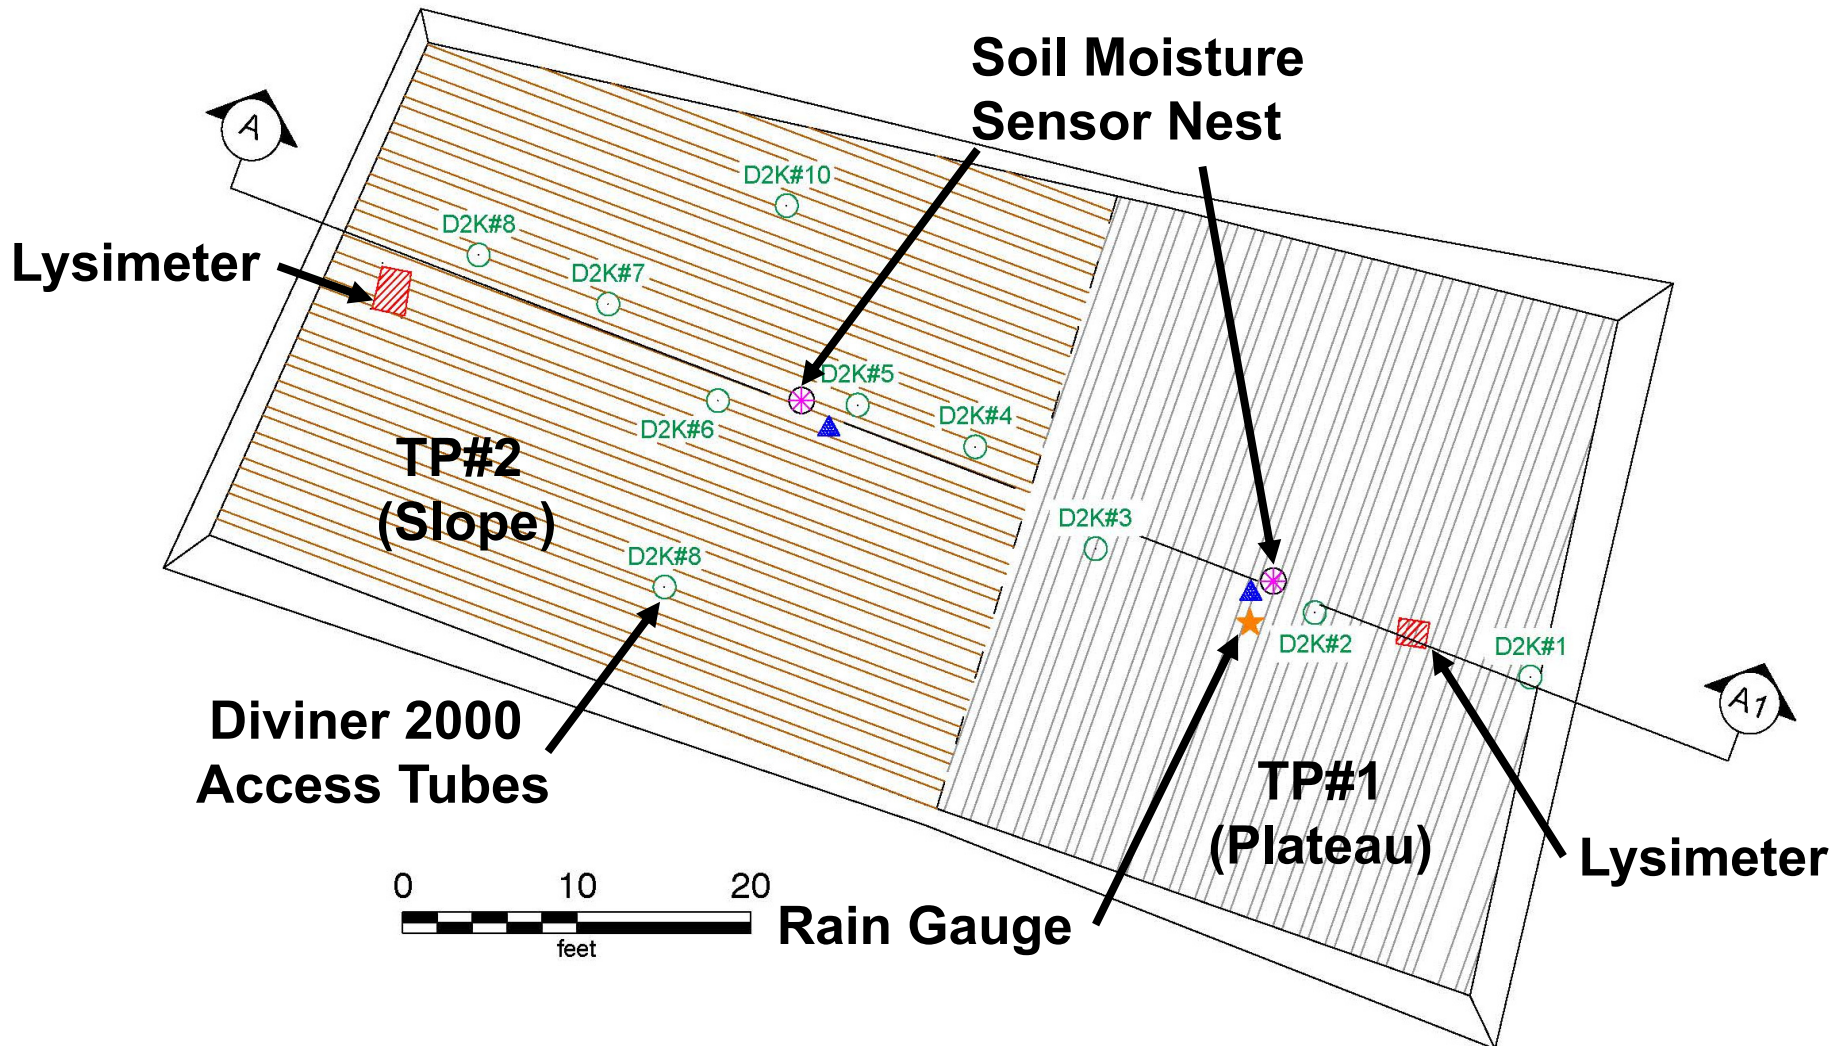 Soil Moisture
Sensor Nest
A
D2K#10
D2K#8
Lysimeter
D2K#7
D2K#5
D2K#4
D2K#6
TP#2
(Slope)
D2K#3
D2K#8
D2K#2
D2K#1
A1
Diviner 2000
Access Tubes
TP#1
(Plateau)
Lysimeter
0 10 20
feet
Rain Gauge